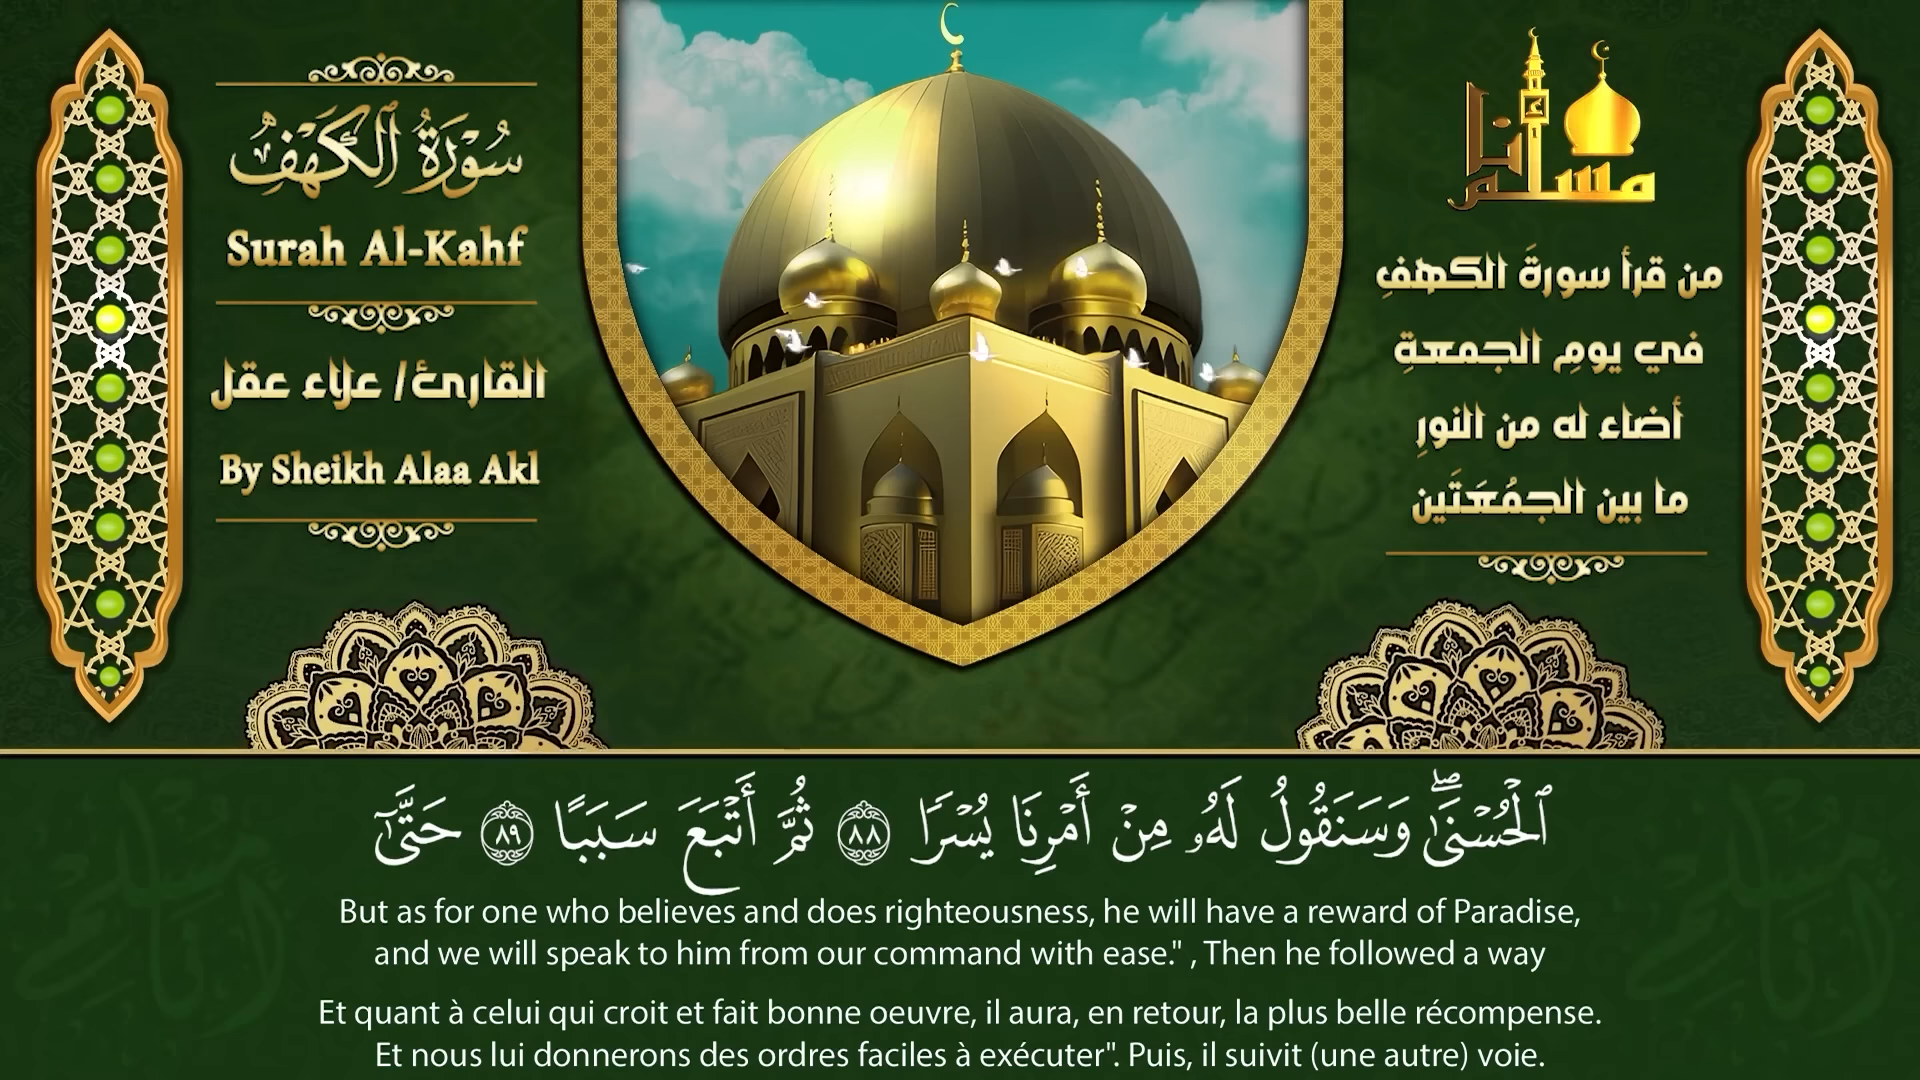 سُورَةُ الكَهْفِ
Surah Al-Kahf
القارئ/ علاء عقل
By Sheikh Alaa Akl
أنا مسلم
من قرأ سورةَ الكهفِ
في يومِ الجمعةِ
أضاء له من النورِ
ما بين الجمُعَتَين
ٱلْحُسْنَىٰ ۖ وَسَنَقُولُ لَهُۥ مِنْ أَمْرِنَا يُسْرًا ٨٨ ثُمَّ أَتْبَعَ سَبَبًا ٨٩ حَتَّىٰٓ
But as for one who believes and does righteousness, he will have a reward of Paradise,
and we will speak to him from our command with ease." , Then he followed a way
Et quant à celui qui croit et fait bonne oeuvre, il aura, en retour, la plus belle récompense.
Et nous lui donnerons des ordres faciles à exécuter". Puis, il suivit (une autre) voie.